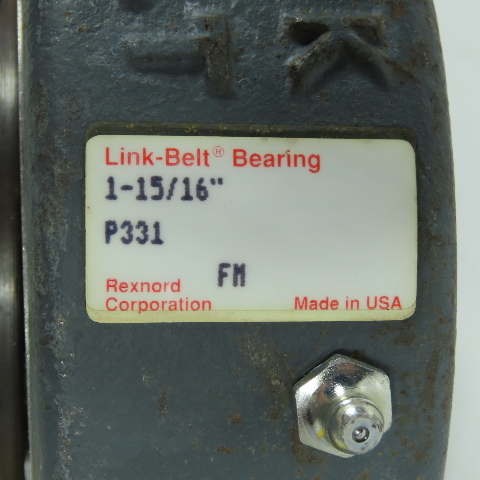 Link-Belt® Bearing
1-15/16"
P331
FM
Rexnord
Corporation
Made in USA